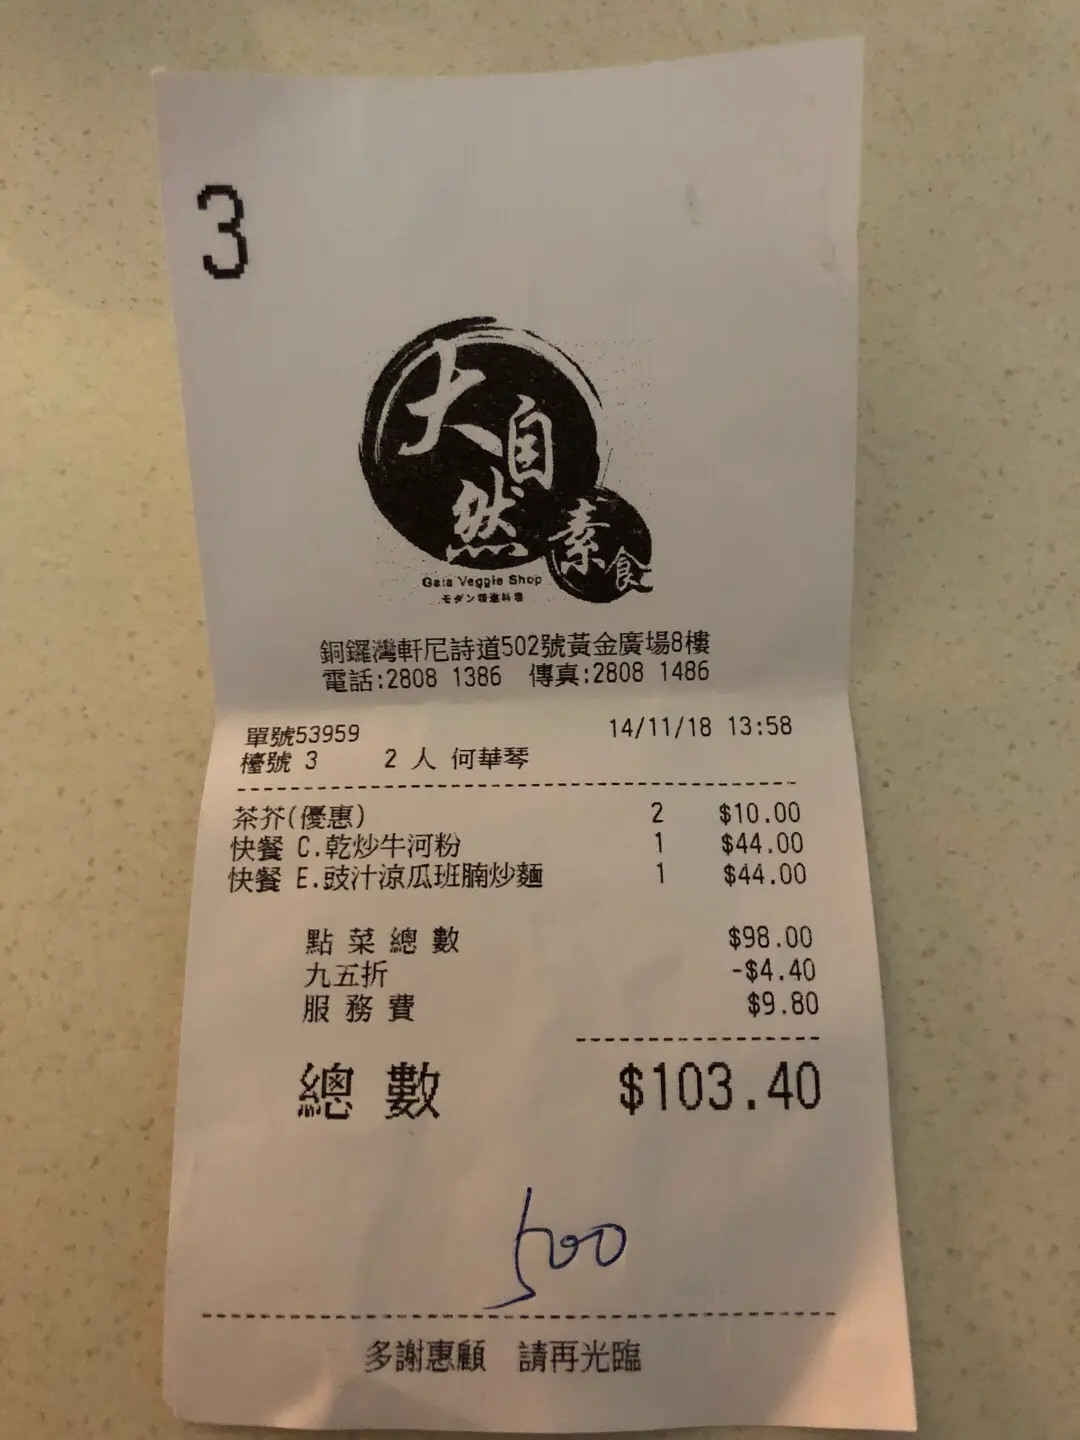 3
大自然素食
Gaia Veggie Shop
銅鑼灣軒尼詩道502號黃金廣場8樓
電話:2808 1386 傳真:2808 1486
單號53959 14/11/18 13:58
檯號 3 2 人 何華琴
茶芥(優惠) 2 $10.00
快餐 C.乾炒牛河粉 1 $44.00
快餐 E.豉汁涼瓜班腩炒麵 1 $44.00
點菜總數 $98.00
九五折 -$4.40
服務費 $9.80
總數 $103.40
500
多謝惠顧 請再光臨